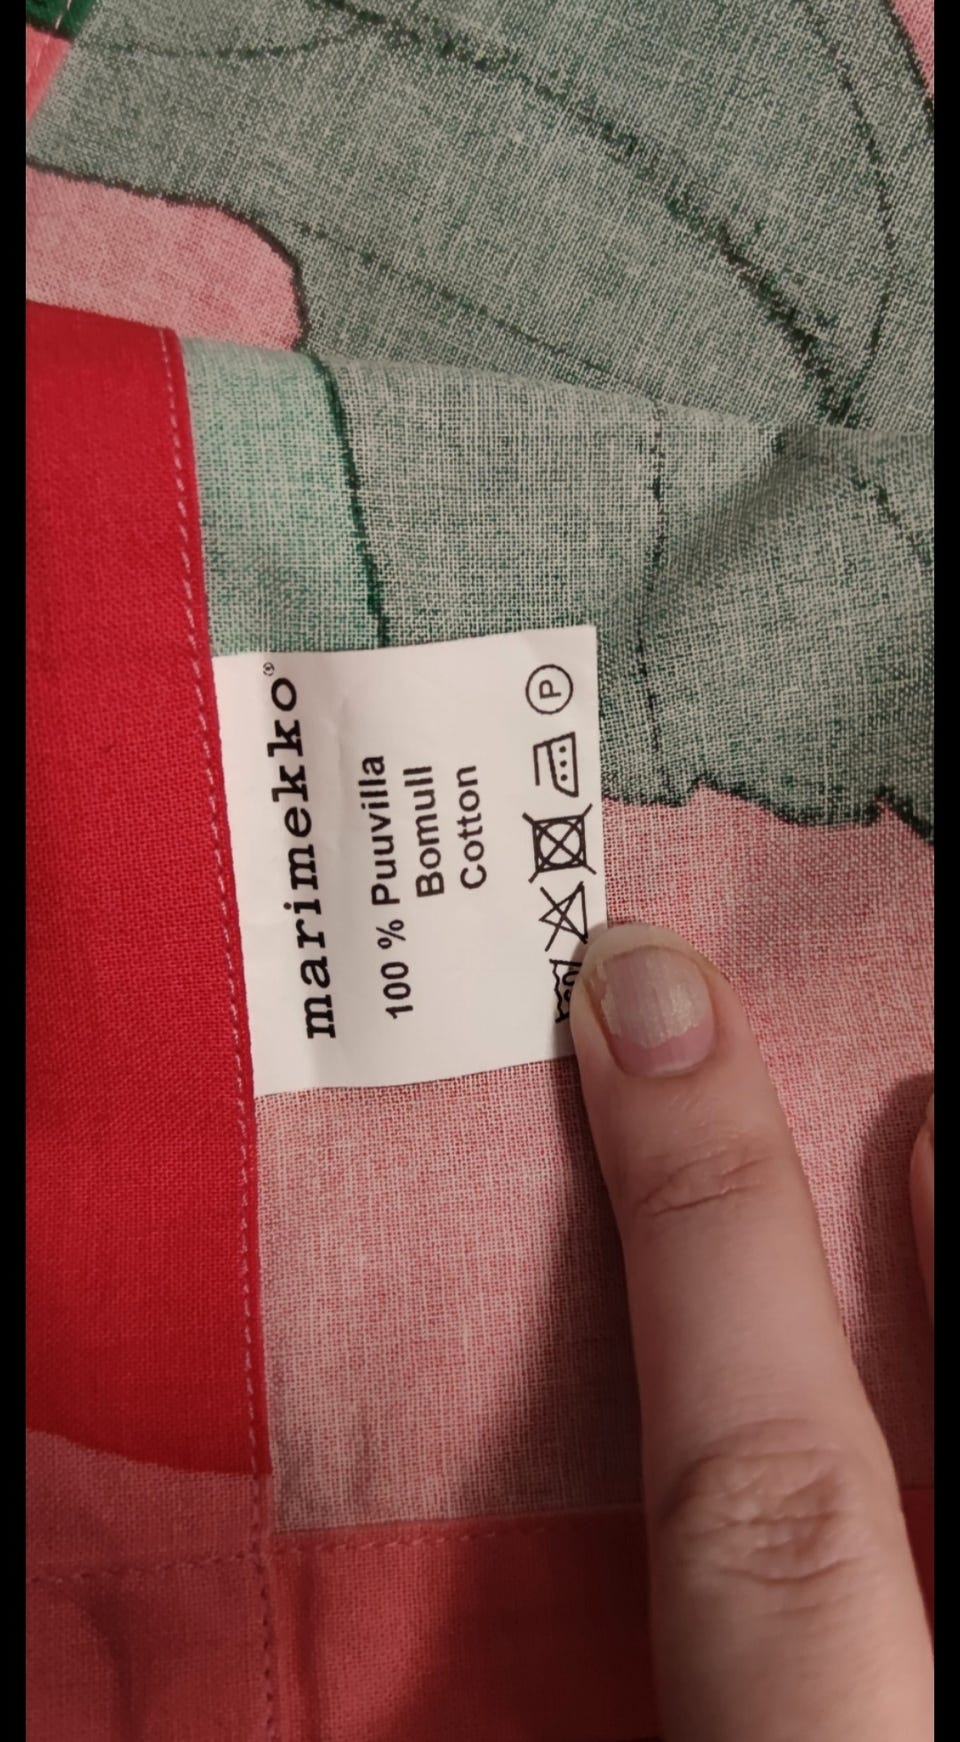 marimekko®
100 % Puuvilla
Bomull
Cotton
P